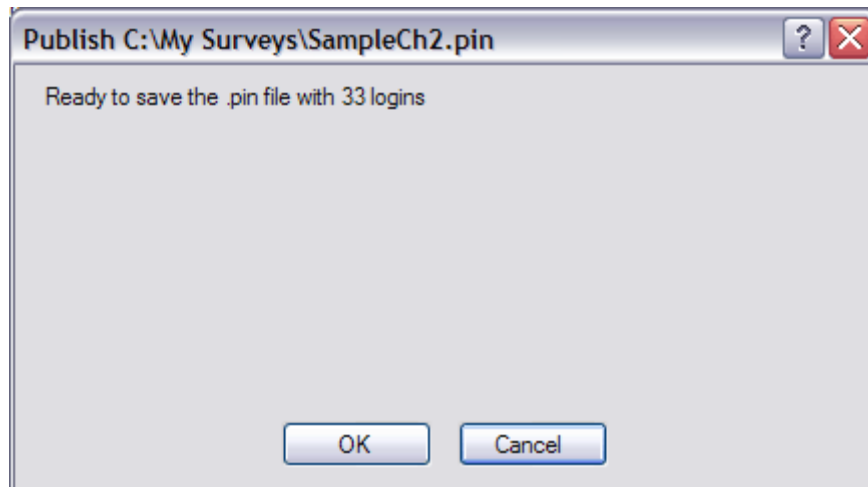 Publish C:\My Surveys\SampleCh2.pin
?
Ready to save the .pin file with 33 logins
OK Cancel